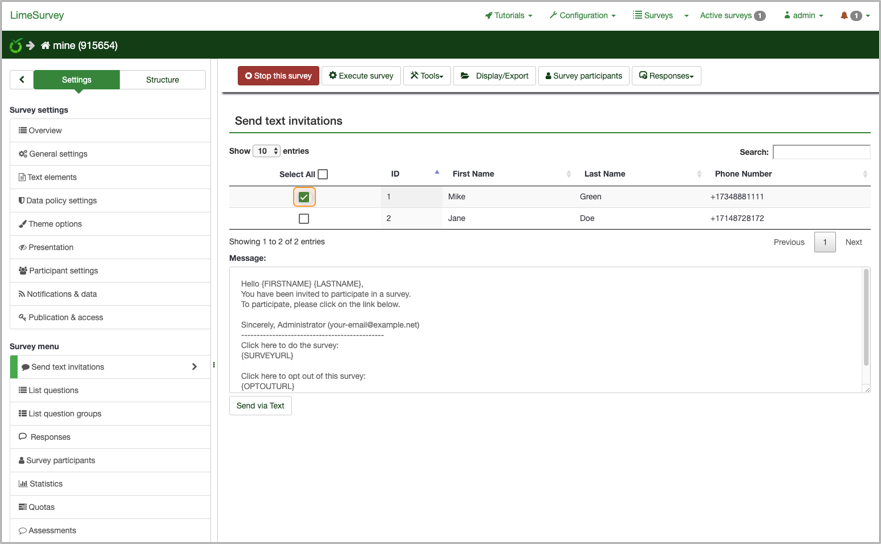 LimeSurvey
Tutorials
Configuration
Surveys
Active surveys 1
admin
1
mine (915654)
Settings
Structure
Stop this survey
Execute survey
Tools
Display/Export
Survey participants
Responses
Survey settings
Overview
General settings
Text elements
Data policy settings
Theme options
Presentation
Participant settings
Notifications & data
Publication & access
Survey menu
Send text invitations
List questions
List question groups
Responses
Survey participants
Statistics
Quotas
Assessments
Send text invitations
Show 10 entries
Search:
Select All ID First Name Last Name Phone Number
1 Mike Green +17348881111
2 Jane Doe +17148728172
Showing 1 to 2 of 2 entries
Previous 1 Next
Message:
Hello {FIRSTNAME} {LASTNAME},
You have been invited to participate in a survey.
To participate, please click on the link below.
Sincerely, Administrator (your-email@example.net)
----------------------------------------------
Click here to do the survey:
{SURVEYURL}
Click here to opt out of this survey:
{OPTOUTURL}
Send via Text